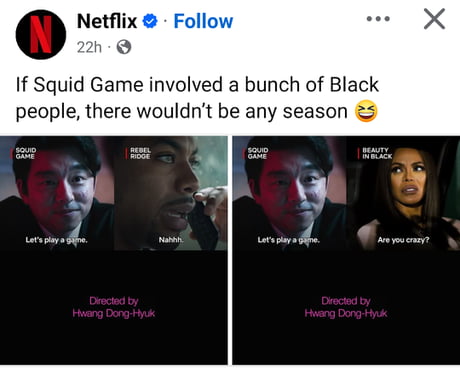 Netflix · Follow
22h ·
If Squid Game involved a bunch of Black
people, there wouldn't be any season 😆
SQUID
GAME
REBEL
RIDGE
Let's play a game.
Nahhh.
Directed by
Hwang Dong-Hyuk
SQUID
GAME
BEAUTY
IN BLACK
Let's play a game.
Are you crazy?
Directed by
Hwang Dong-Hyuk